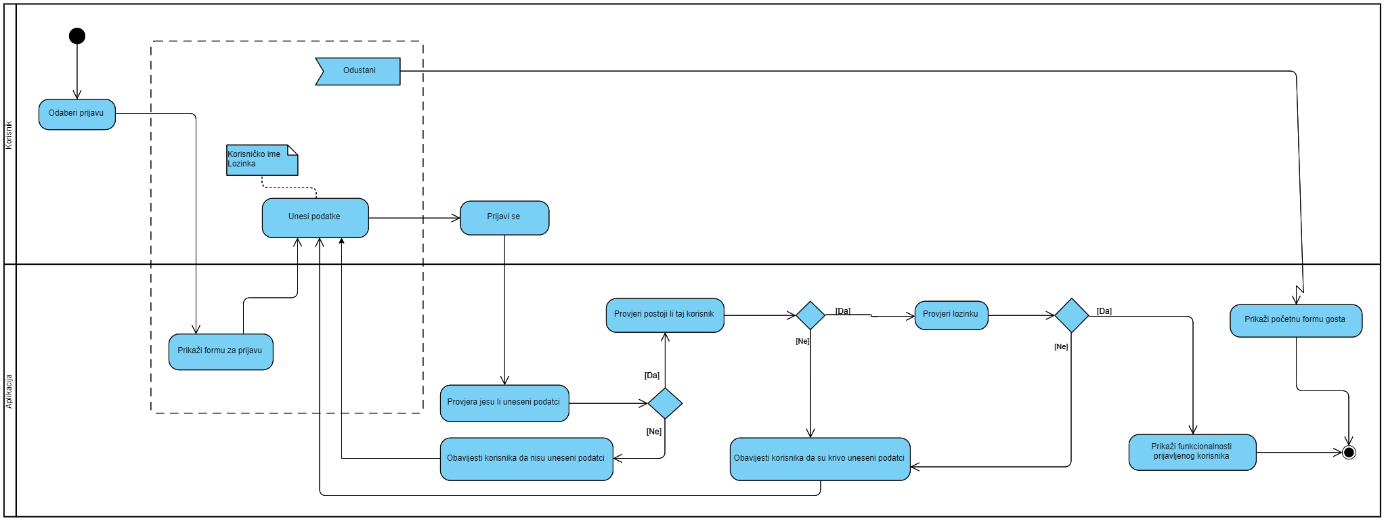 Korisnik
Odustani
Odaberi prijavu
Korisničko ime
Lozinka
Unesi podatke
Prijavi se
Aplikacija
Prikaži formu za prijavu
Provjeri postoji li taj korisnik
[Da]
[Ne]
Provjeri lozinku
[Da]
[Ne]
Prikaži početnu formu gosta
Provjera jesu li uneseni podatci
[Da]
[Ne]
Obavijesti korisnika da nisu uneseni podatci
Obavijesti korisnika da su krivo uneseni podatci
Prikaži funkcionalnosti
prijavljenog korisnika